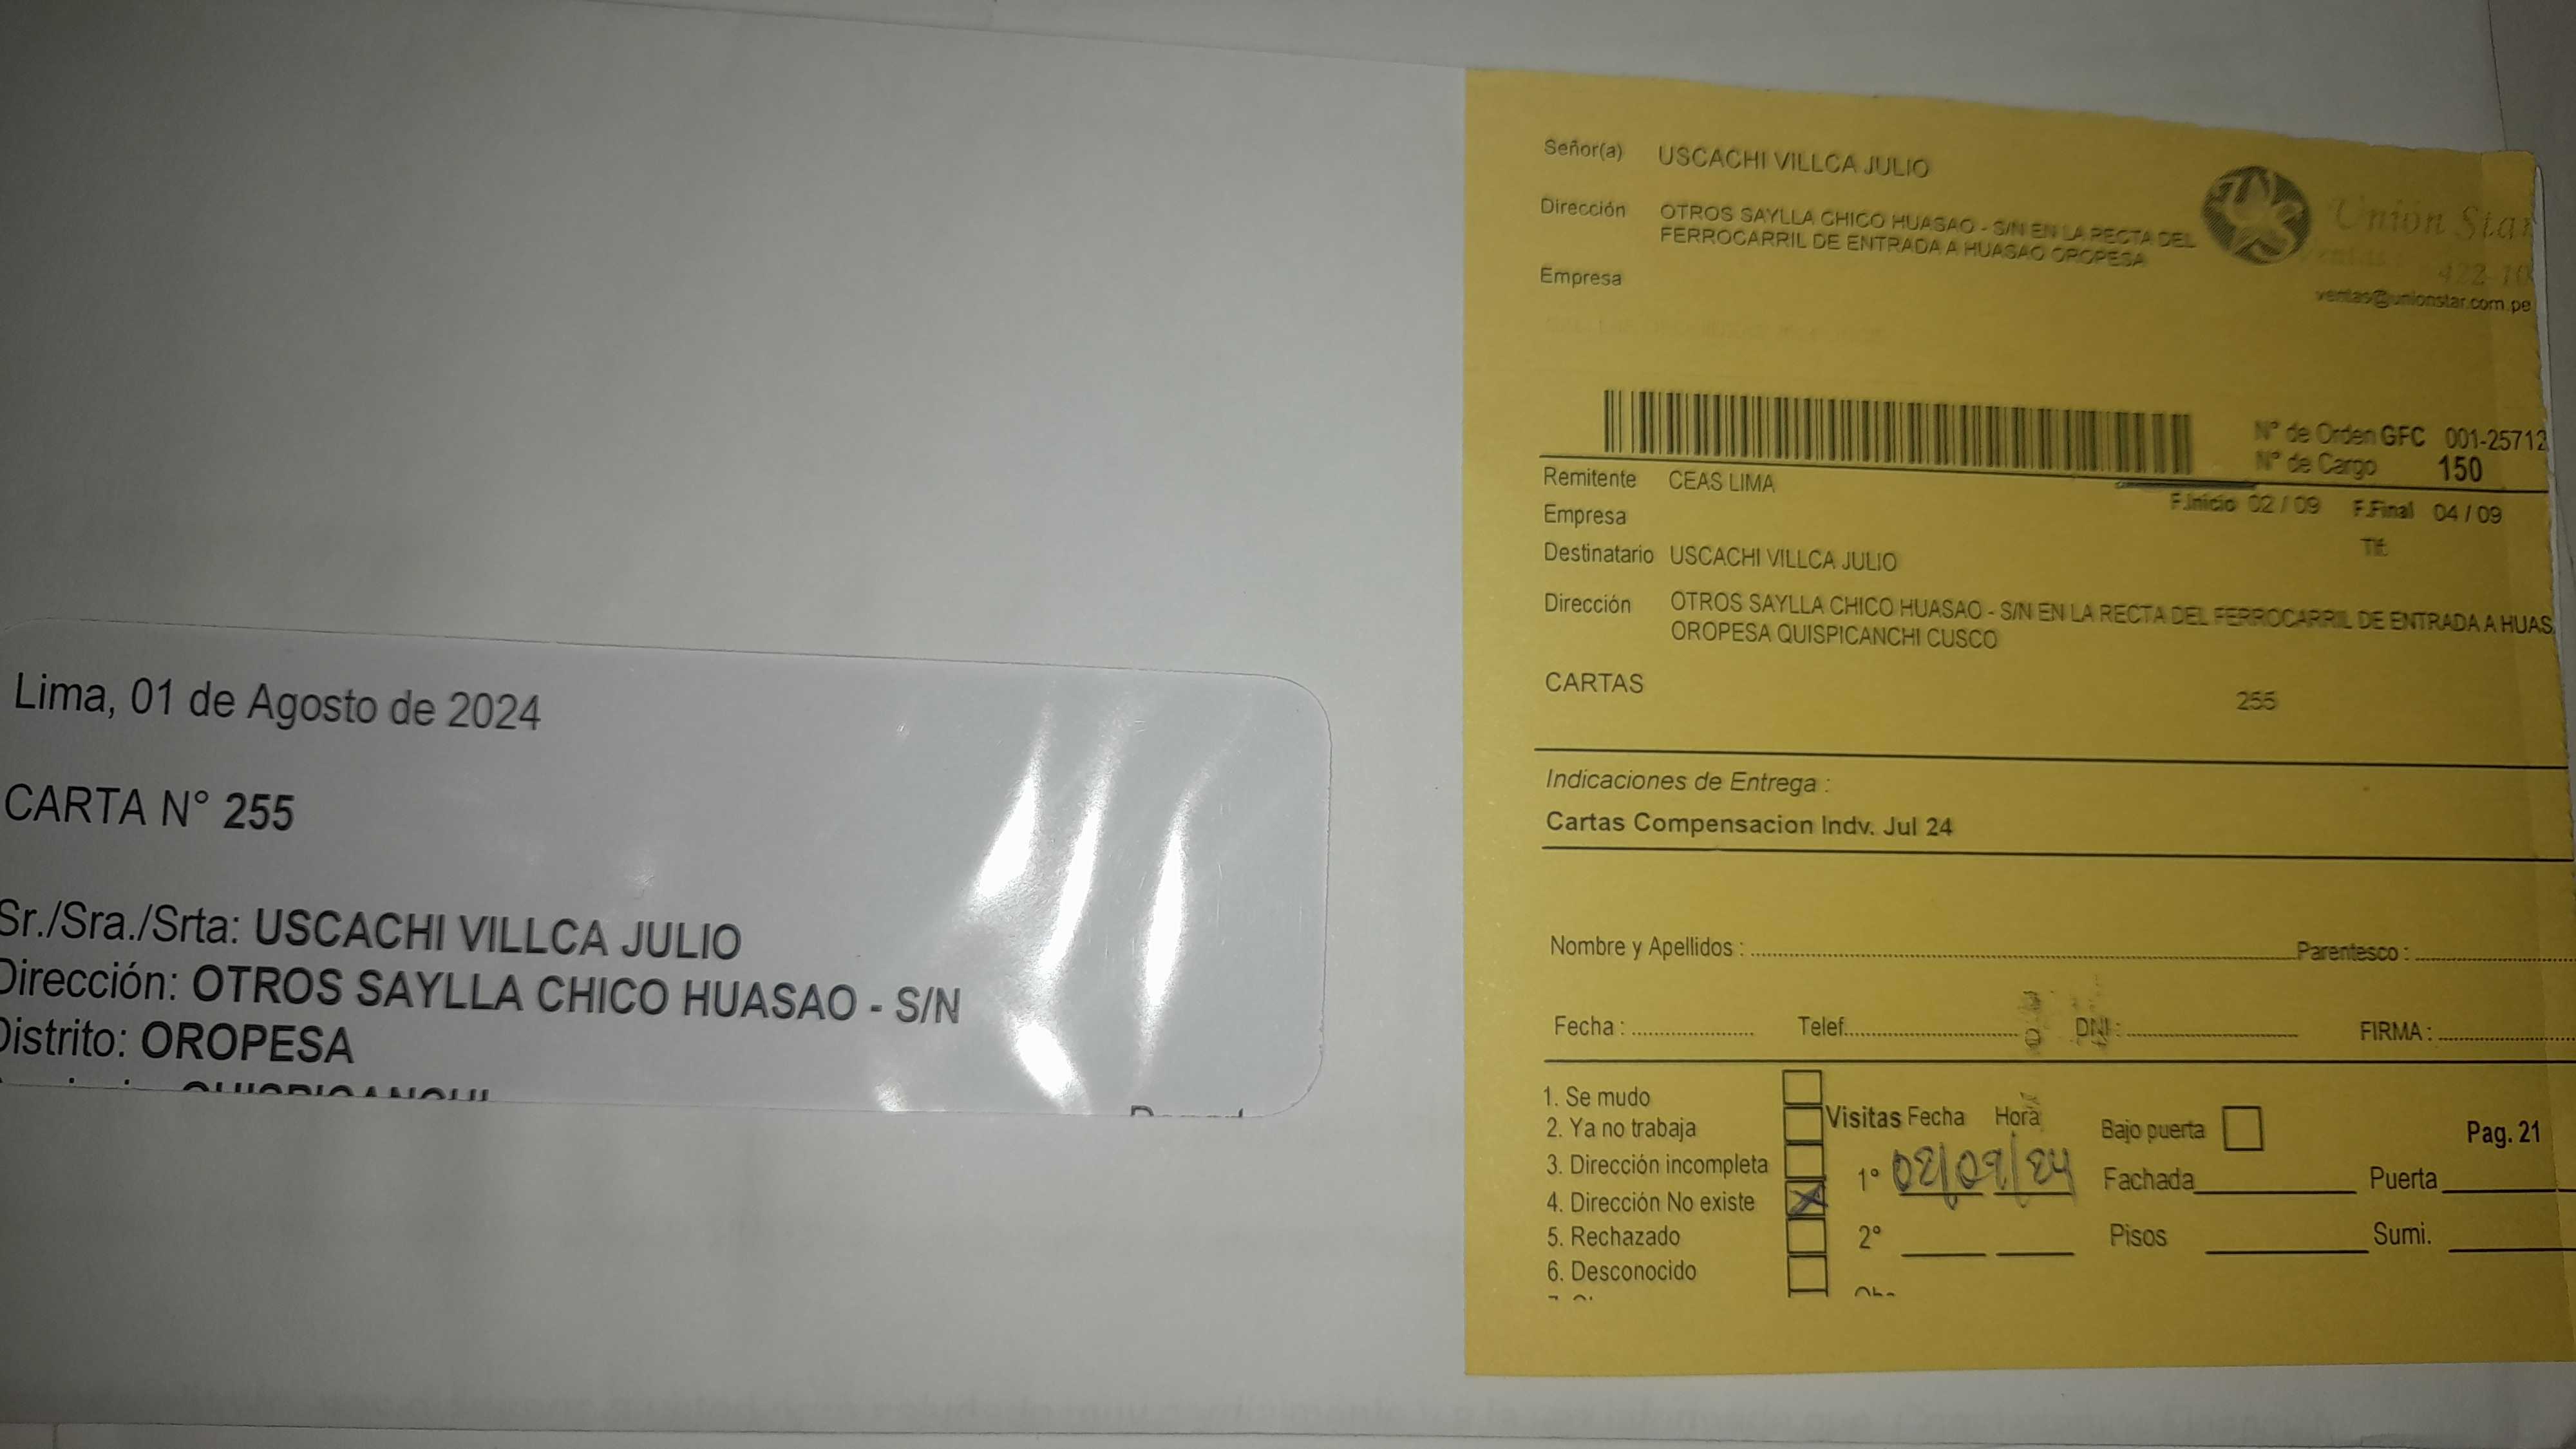 Lima, 01 de Agosto de 2024
CARTA N° 255
Sr./Sra./Srta: USCACHI VILLCA JULIO
Dirección: OTROS SAYLLA CHICO HUASAO - S/N
Distrito: OROPESA
QUISPICANCHI
Señor(a) USCACHI VILLCA JULIO
Dirección OTROS SAYLLA CHICO HUASAO - S/N EN LA RECTA DEL
FERROCARRIL DE ENTRADA A HUASAO OROPESA
Empresa
Unión Star
ventas@unionstar.com.pe
N° de Orden GFC 001-25712
N° de Cargo 150
Remitente CEAS LIMA
F.Inicio 02 / 09 F.Final 04 / 09
Empresa
Tlf:
Destinatario USCACHI VILLCA JULIO
Dirección OTROS SAYLLA CHICO HUASAO - S/N EN LA RECTA DEL FERROCARRIL DE ENTRADA A HUAS
OROPESA QUISPICANCHI CUSCO
CARTAS 255
Indicaciones de Entrega :
Cartas Compensacion Indv. Jul 24
Nombre y Apellidos : Parentesco :
Fecha : Telef. DNI : FIRMA :
1. Se mudo
2. Ya no trabaja
3. Dirección incompleta
4. Dirección No existe
5. Rechazado
6. Desconocido
Visitas Fecha Hora
1° 02/09/24
2°
Bajo puerta
Fachada Puerta
Pisos Sumi.
Pag. 21